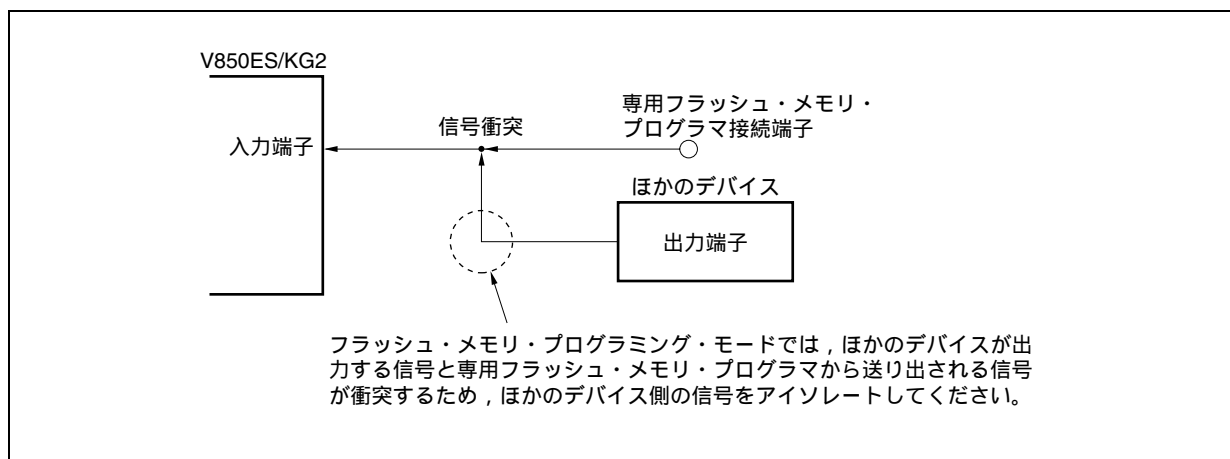 V850ES/KG2
専用フラッシュ・メモリ・
プログラマ接続端子
信号衝突
入力端子
ほかのデバイス
出力端子
フラッシュ・メモリ・プログラミング・モードでは，ほかのデバイスが出
力する信号と専用フラッシュ・メモリ・プログラマから送り出される信号
が衝突するため，ほかのデバイス側の信号をアイソレートしてください。